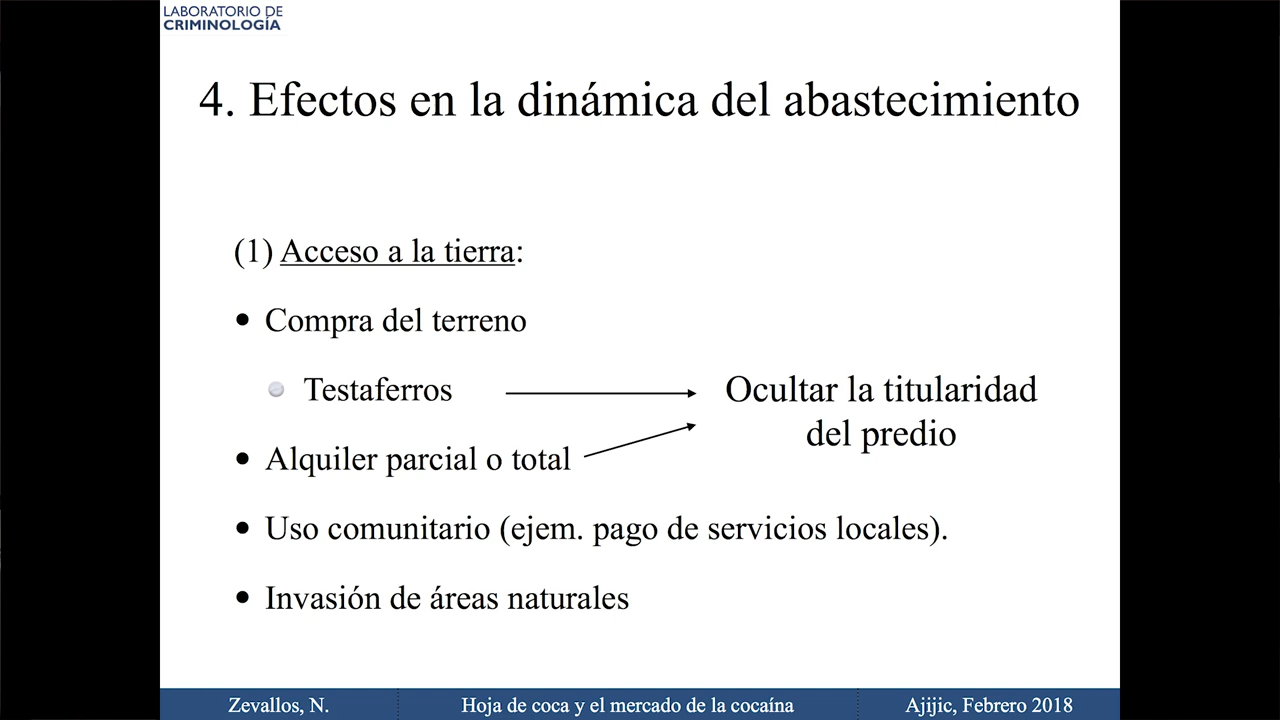 LABORATORIO DE
CRIMINOLOGÍA
4. Efectos en la dinámica del abastecimiento
(1) Acceso a la tierra:
• Compra del terreno
Testaferros
Ocultar la titularidad
del predio
• Alquiler parcial o total
• Uso comunitario (ejem. pago de servicios locales).
• Invasión de áreas naturales
Zevallos, N.
Hoja de coca y el mercado de la cocaína
Ajijic, Febrero 2018